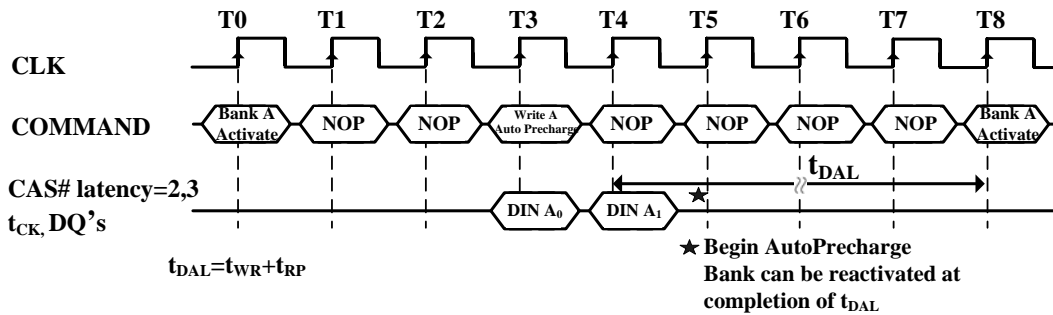 T0 T1 T2 T3 T4 T5 T6 T7 T8
CLK
COMMAND
Bank A
Activate
NOP
NOP
Write A
Auto Precharge
NOP
NOP
NOP
NOP
Bank A
Activate
CAS# latency=2,3
tCK, DQ's
tDAL
DIN A0
DIN A1
★ Begin AutoPrecharge
Bank can be reactivated at
completion of tDAL
tDAL=tWR+tRP